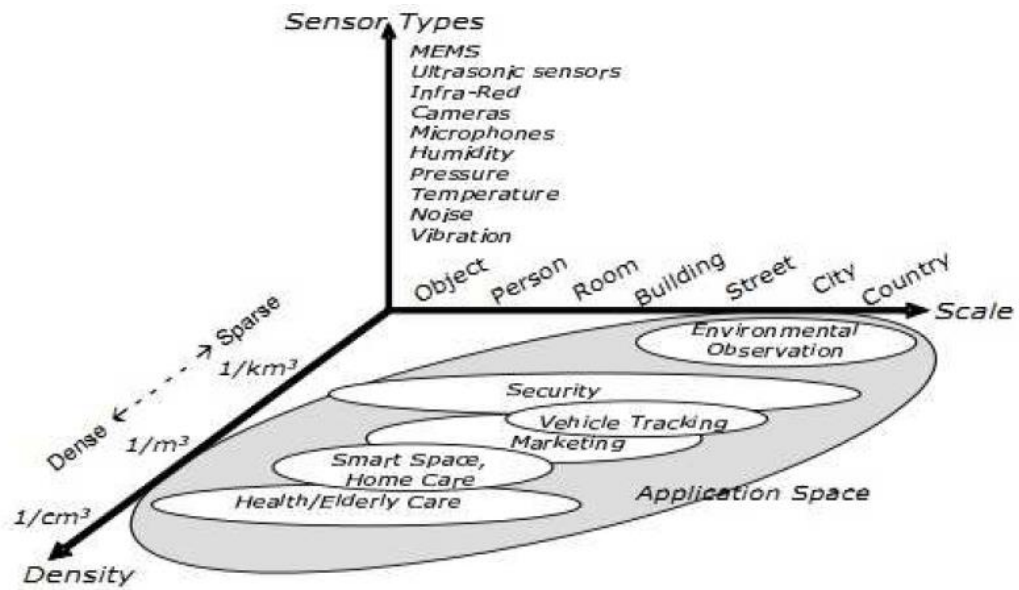 Sensor Types
MEMS
Ultrasonic sensors
Infra-Red
Cameras
Microphones
Humidity
Pressure
Temperature
Noise
Vibration
Object
Person
Room
Building
Street
City
Country
Scale
Sparse
Dense
1/km³
1/m³
1/cm³
Density
Environmental
Observation
Security
Vehicle Tracking
Marketing
Smart Space,
Home Care
Health/Elderly Care
Application Space